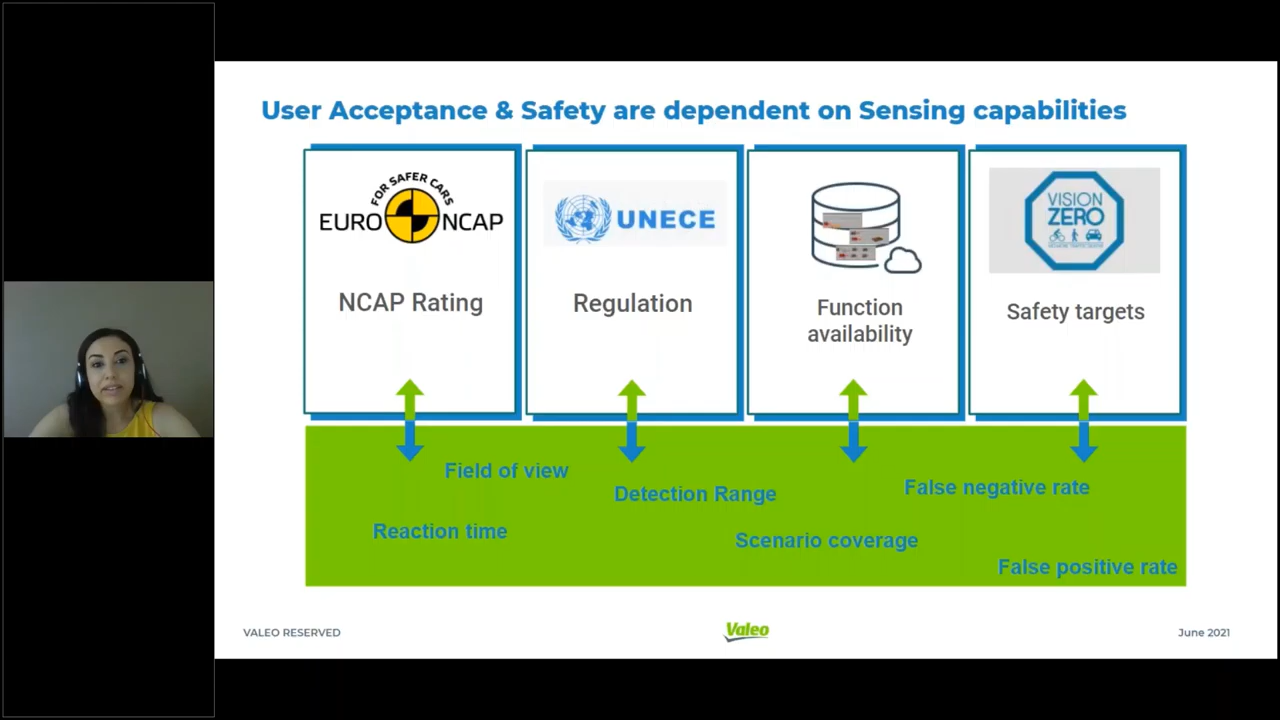 User Acceptance & Safety are dependent on Sensing capabilities
FOR SAFER CARS
EURO NCAP
NCAP Rating
UNECE
Regulation
Function
availability
VISION
ZERO
Safety targets
Field of view
Detection Range
False negative rate
Reaction time
Scenario coverage
False positive rate
VALEO RESERVED
Valeo
June 2021